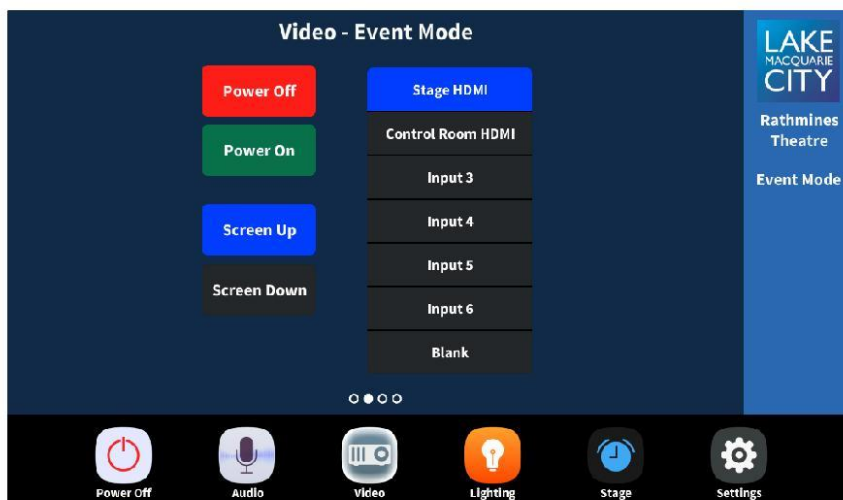 Video - Event Mode
Power Off
Power On
Screen Up
Screen Down
Stage HDMI
Control Room HDMI
Input 3
Input 4
Input 5
Input 6
Blank
LAKE
MACQUARIE
CITY
Rathmines
Theatre
Event Mode
Power Off
Audio
Video
Lighting
Stage
Settings